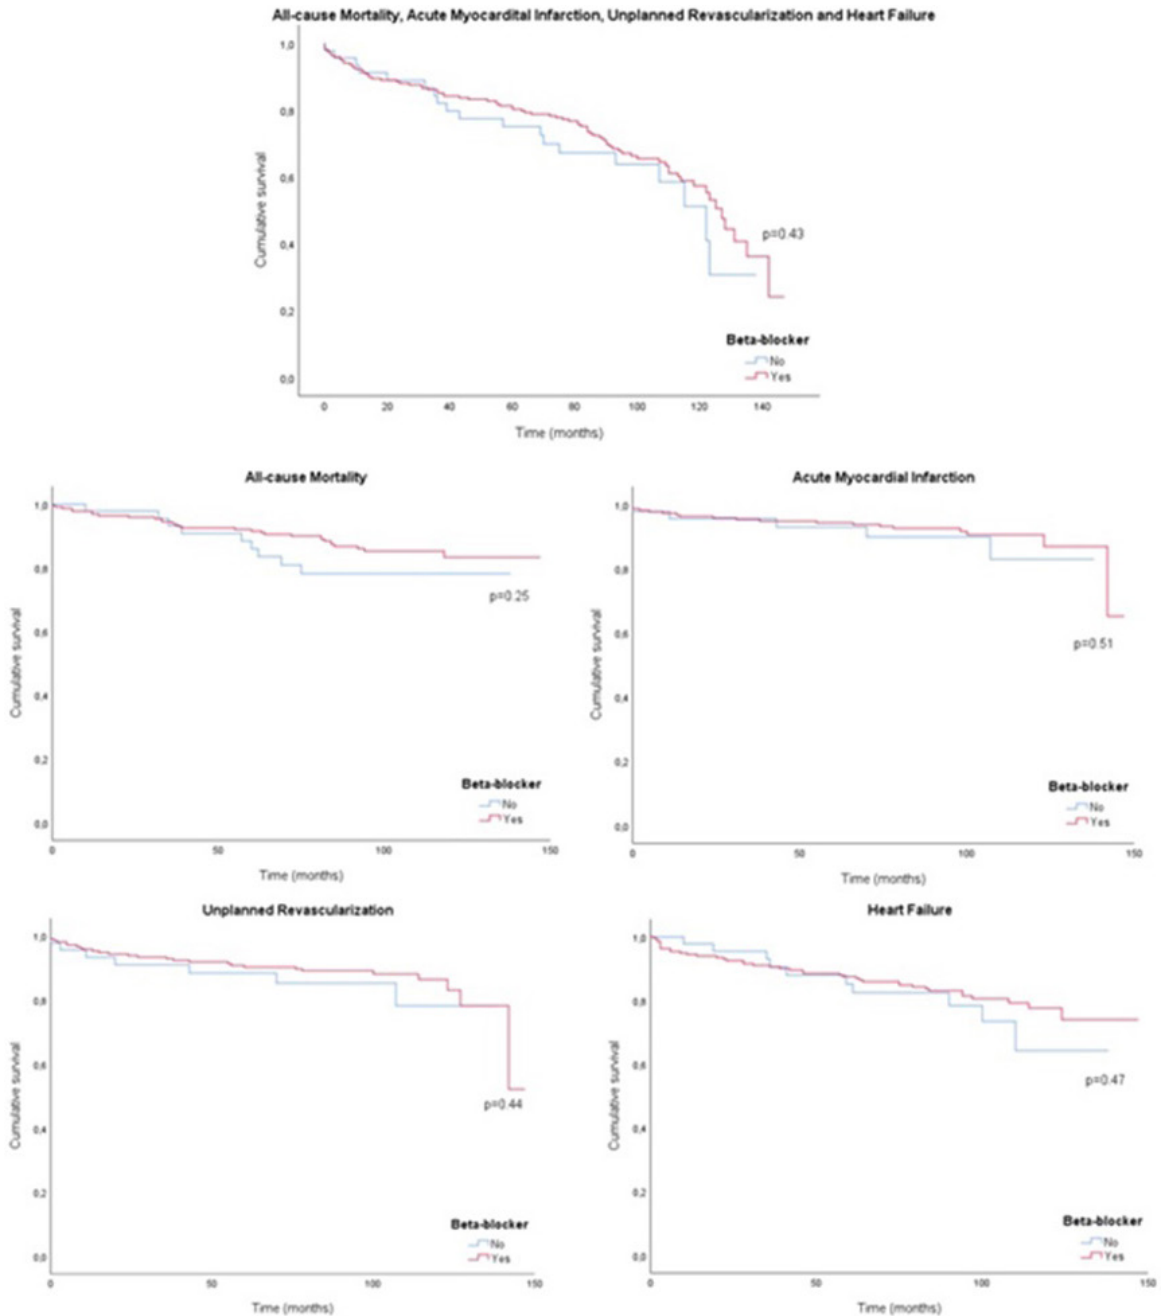 All-cause Mortality, Acute Myocardital Infarction, Unplanned Revascularization and Heart Failure
1,0
0,8
0,6
0,4
0,2
0,0
Cumulative survival
p=0.43
Beta-blocker
No
Yes
0 20 40 60 80 100 120 140
Time (months)
All-cause Mortality
1,0
0,8
0,6
0,4
0,2
0,0
Cumulative survival
p=0.25
Beta-blocker
No
Yes
0 50 100 150
Time (months)
Acute Myocardial Infarction
1,0
0,8
0,6
0,4
0,2
0,0
Cumulative survival
p=0.51
Beta-blocker
No
Yes
0 50 100 150
Time (months)
Unplanned Revascularization
1,0
0,8
0,6
0,4
0,2
0,0
Cumulative survival
p=0.44
Beta-blocker
No
Yes
0 50 100 150
Time (months)
Heart Failure
1,0
0,8
0,6
0,4
0,2
0,0
Cumulative survival
p=0.47
Beta-blocker
No
Yes
0 50 100 150
Time (months)